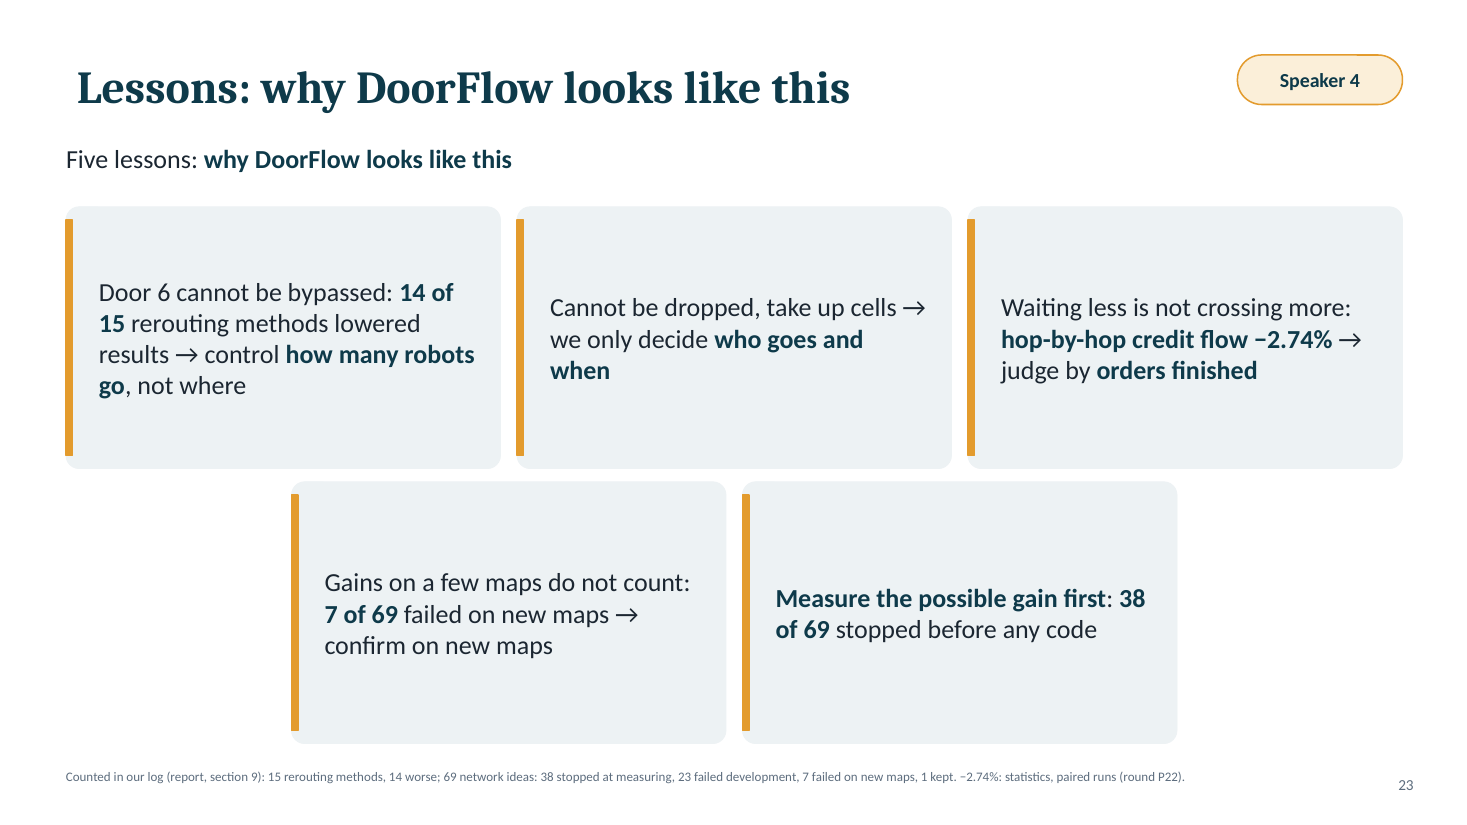 Lessons: why DoorFlow looks like this
Speaker 4
Five lessons: why DoorFlow looks like this
Door 6 cannot be bypassed: 14 of
15 rerouting methods lowered
results → control how many robots
go, not where
Cannot be dropped, take up cells →
we only decide who goes and
when
Waiting less is not crossing more:
hop-by-hop credit flow −2.74% →
judge by orders finished
Gains on a few maps do not count:
7 of 69 failed on new maps →
confirm on new maps
Measure the possible gain first: 38
of 69 stopped before any code
Counted in our log (report, section 9): 15 rerouting methods, 14 worse; 69 network ideas: 38 stopped at measuring, 23 failed development, 7 failed on new maps, 1 kept. −2.74%: statistics, paired runs (round P22).
23